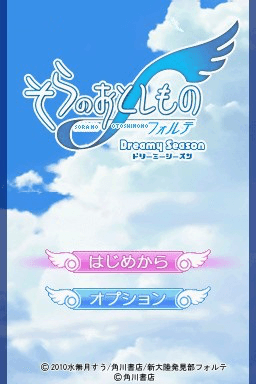 そらのおとしもの
SORANO OTOSHIMONO フォルテ
Dreamy Season
ドリーミーシーズン
はじめから
オプション
©2010水無月すう/角川書店/新大陸発見部フォルテ
©角川書店